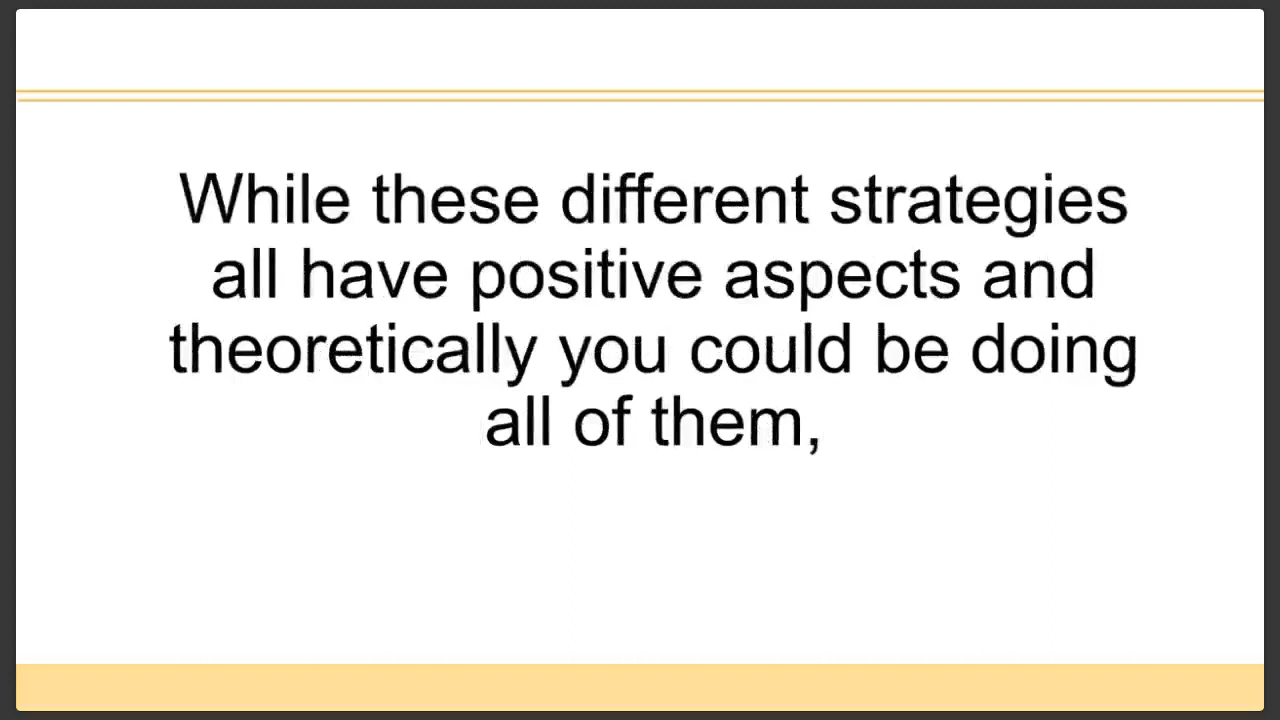 While these different strategies
all have positive aspects and
theoretically you could be doing
all of them,